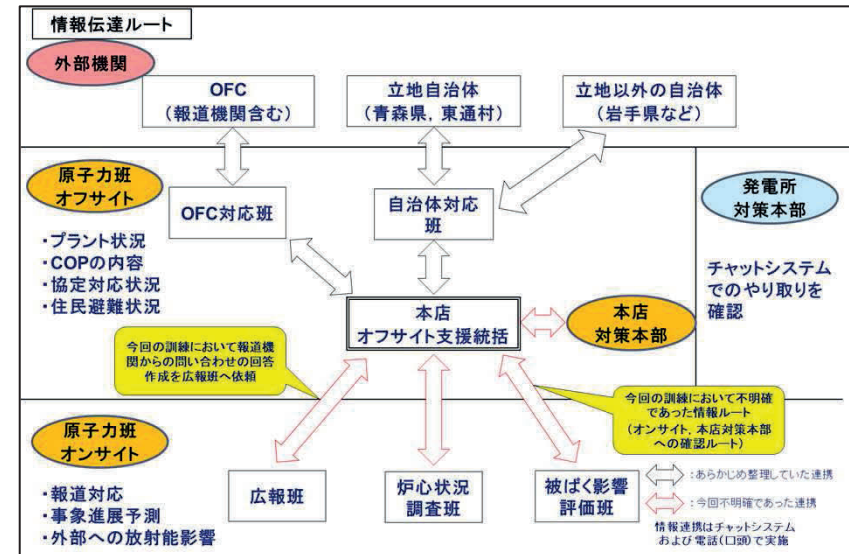 情報伝達ルート
外部機関
OFC
(報道機関含む)
立地自治体
(青森県, 東通村)
立地以外の自治体
(岩手県など)
原子力班
オフサイト
・プラント状況
・COPの内容
・協定対応状況
・住民避難状況
OFC対応班
自治体対応
班
発電所
対策本部
チャットシステム
でのやり取りを
確認
本店
オフサイト支援統括
本店
対策本部
今回の訓練において報道機
関からの問い合わせの回答
作成を広報班へ依頼
今回の訓練において不明確
であった情報ルート
(オンサイト, 本店対策本部
への確認ルート)
原子力班
オンサイト
・報道対応
・事象進展予測
・外部への放射能影響
広報班
炉心状況
調査班
被ばく影響
評価班
:あらかじめ整理していた連携
:今回不明確であった連携
情報連携はチャットシステム
および電話(口頭)で実施